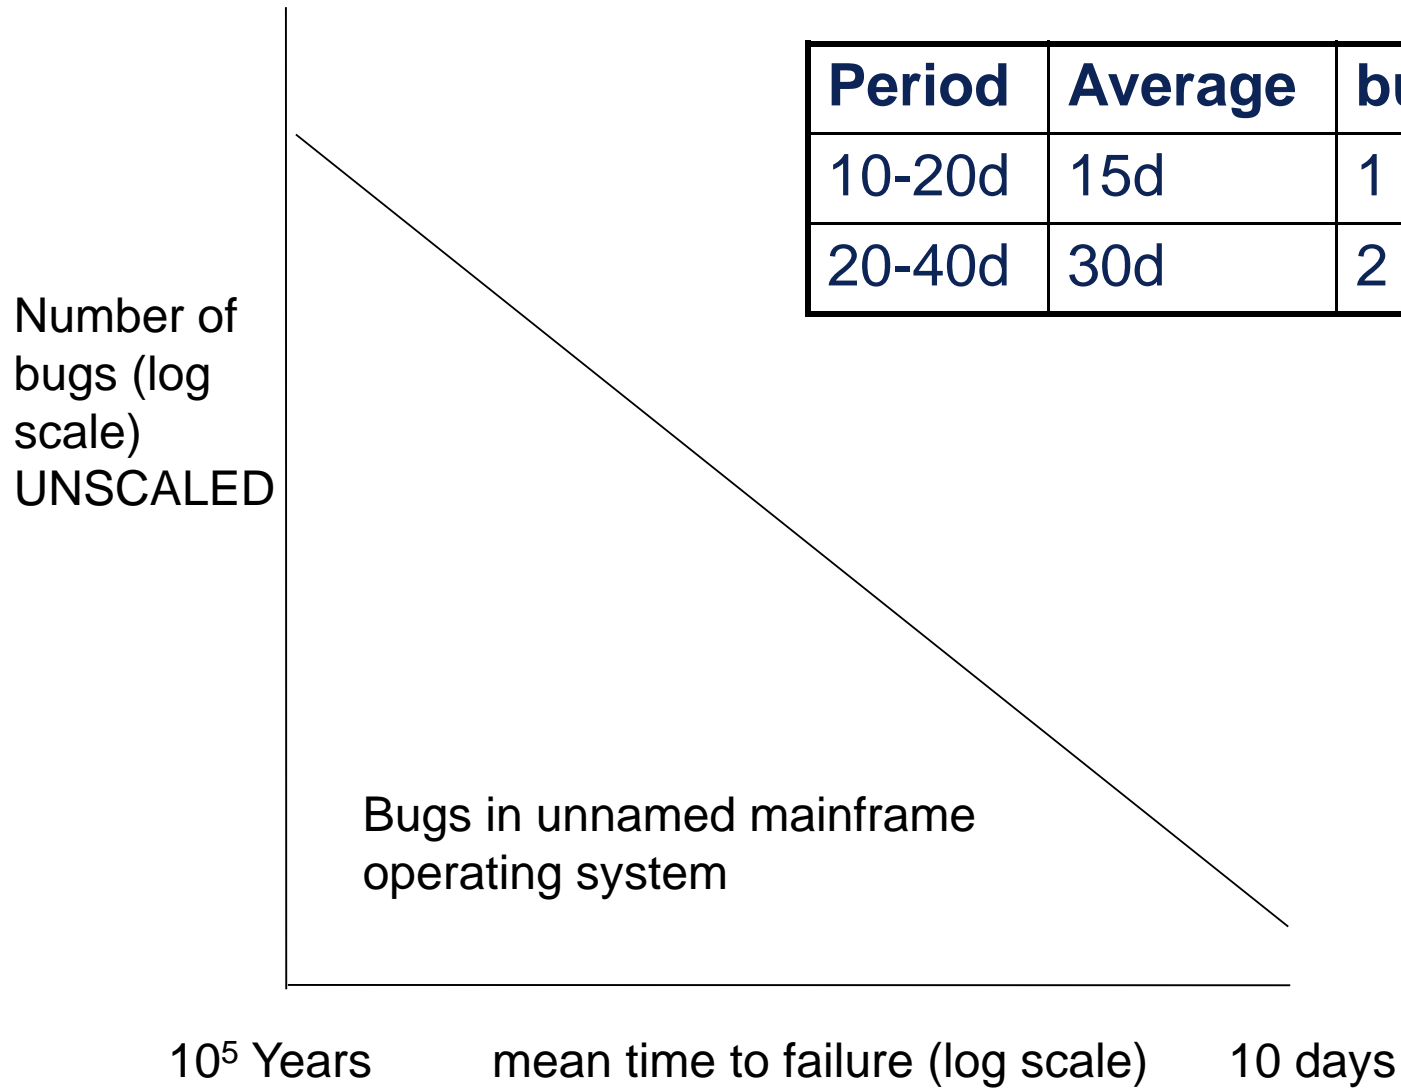 Period Average
10-20d 15d 1
20-40d 30d 2
Number of
bugs (log
scale)
UNSCALED
Bugs in unnamed mainframe
operating system
10⁵ Years mean time to failure (log scale) 10 days